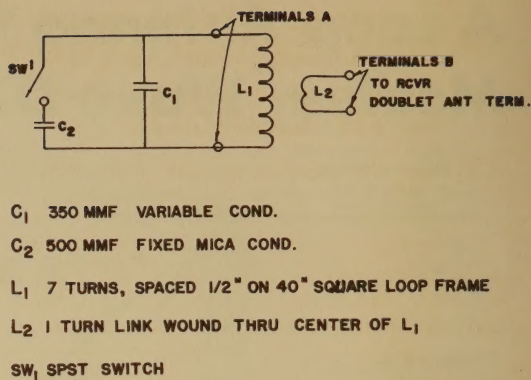 TERMINALS A
SW1
C1
L1
L2
C2
TERMINALS B
TO RCVR
DOUBLET ANT TERM.
C1 350 MMF VARIABLE COND.
C2 500 MMF FIXED MICA COND.
L1 7 TURNS, SPACED 1/2" ON 40" SQUARE LOOP FRAME
L2 1 TURN LINK WOUND THRU CENTER OF L1
SW1 SPST SWITCH